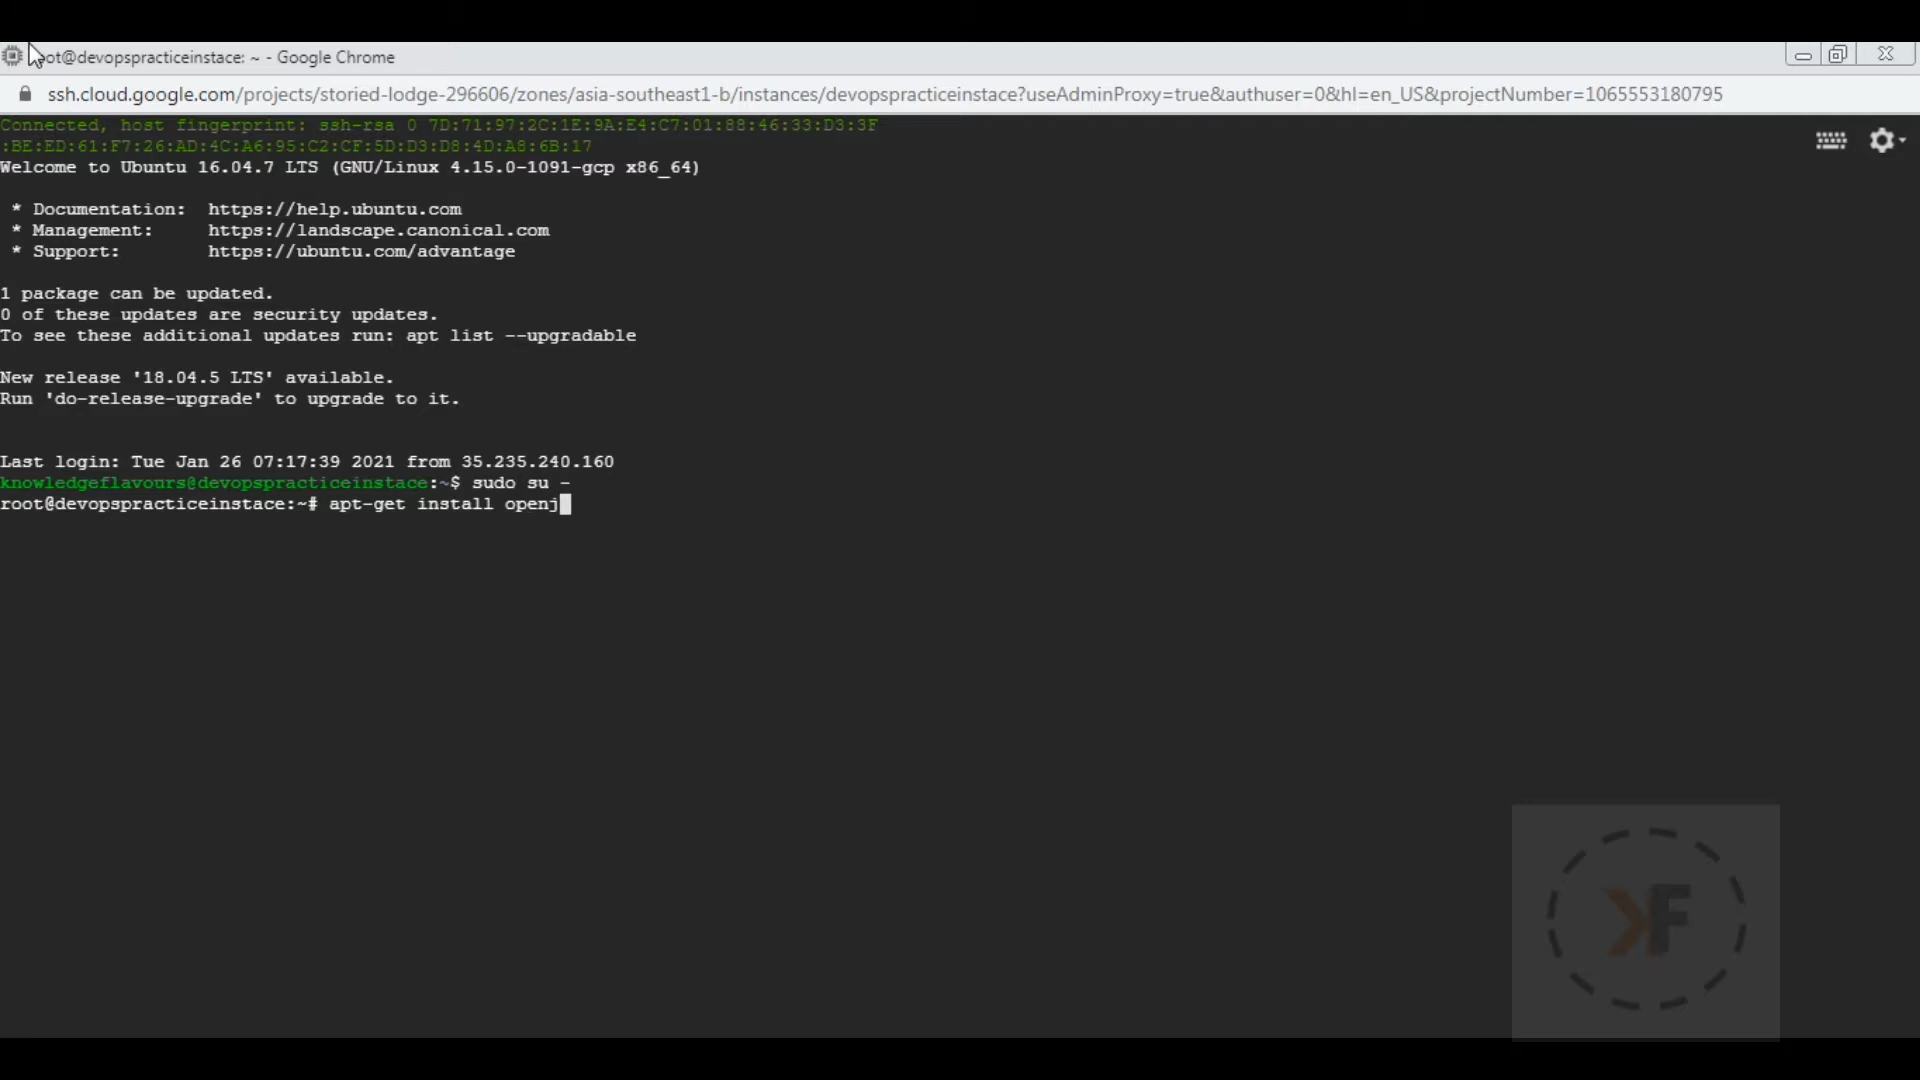 root@devopspracticeinstace: ~ - Google Chrome
ssh.cloud.google.com/projects/storied-lodge-296606/zones/asia-southeast1-b/instances/devopspracticeinstace?useAdminProxy=true&authuser=0&hl=en_US&projectNumber=1065553180795
Connected, host fingerprint: ssh-rsa 0 7D:71:97:2C:1E:9A:E4:C7:01:88:46:33:D3:3F
:BE:ED:61:F7:26:AD:4C:A6:95:C2:CF:5D:D3:D8:4D:A8:6B:17
Welcome to Ubuntu 16.04.7 LTS (GNU/Linux 4.15.0-1091-gcp x86_64)
* Documentation:  https://help.ubuntu.com
* Management:     https://landscape.canonical.com
* Support:        https://ubuntu.com/advantage
1 package can be updated.
0 of these updates are security updates.
To see these additional updates run: apt list --upgradable
New release '18.04.5 LTS' available.
Run 'do-release-upgrade' to upgrade to it.
Last login: Tue Jan 26 07:17:39 2021 from 35.235.240.160
knowledgeflavours@devopspracticeinstace:~$ sudo su -
root@devopspracticeinstace:~# apt-get install openj
KF